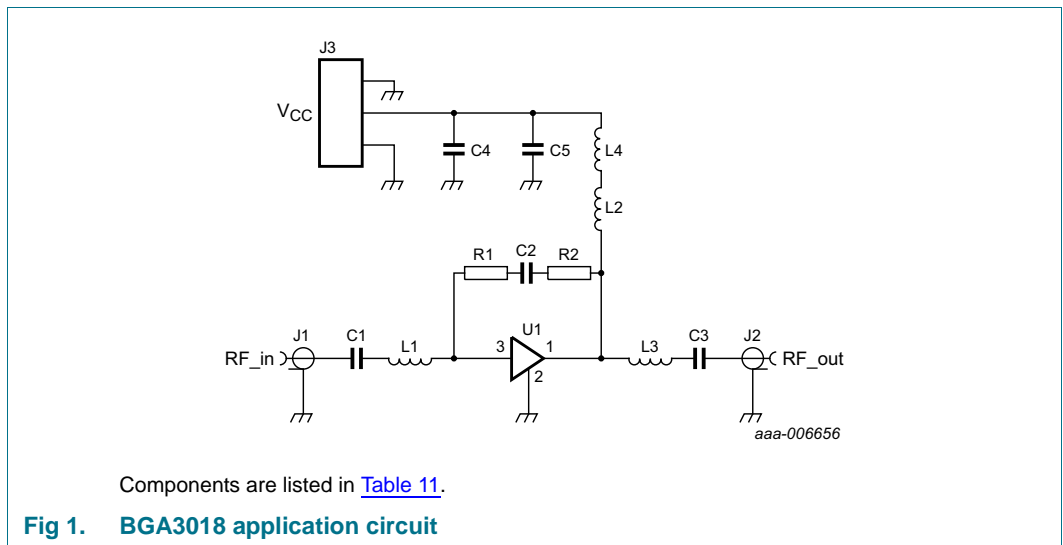 J3
VCC
C4
C5
L4
L2
R1
C2
R2
U1
J1
C1
L1
3
1
2
L3
C3
J2
RF_in
RF_out
aaa-006656
Components are listed in Table 11.
Fig 1. BGA3018 application circuit